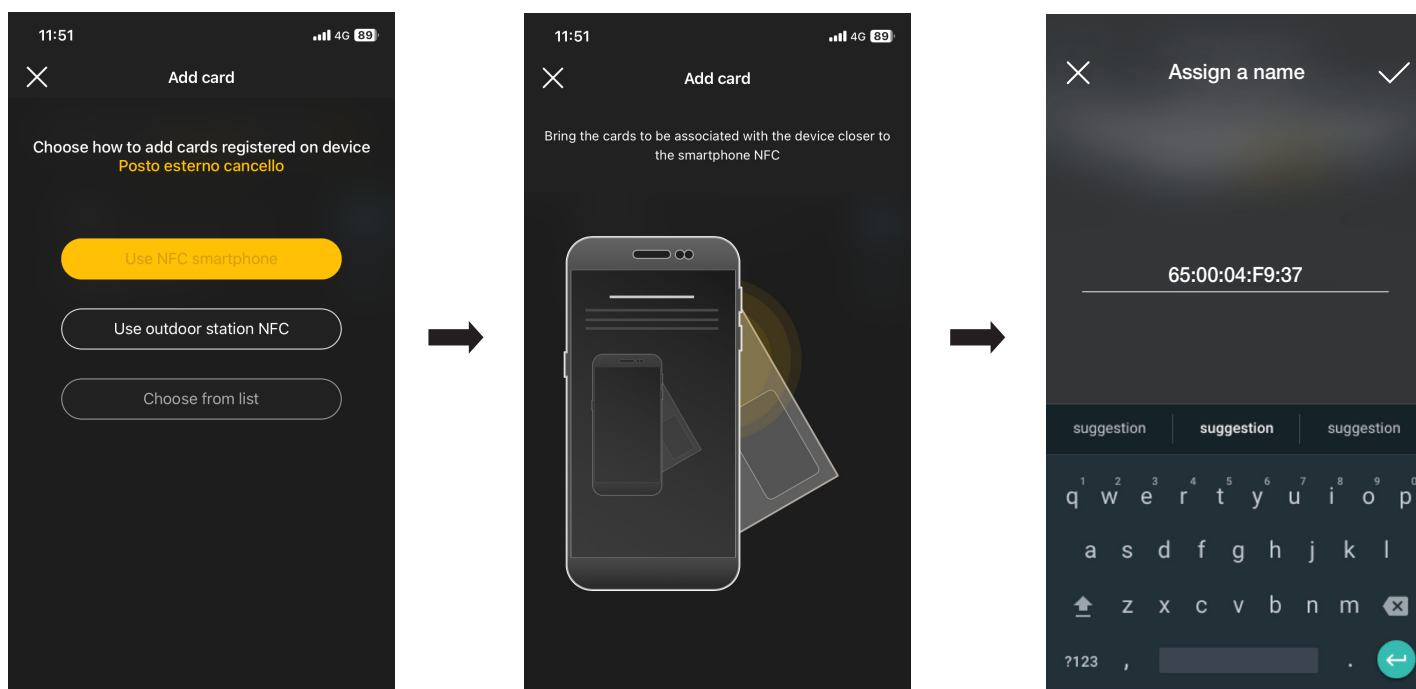 11:51
4G 89
Add card
Choose how to add cards registered on device
Posto esterno cancello
Use NFC smartphone
Use outdoor station NFC
Choose from list
11:51
4G 89
Add card
Bring the cards to be associated with the device closer to
the smartphone NFC
Assign a name
65:00:04:F9:37
suggestion suggestion suggestion
1 2 3 4 5 6 7 8 9 0
q w e r t y u i o p
a s d f g h j k l
z x c v b n m
?123 , .